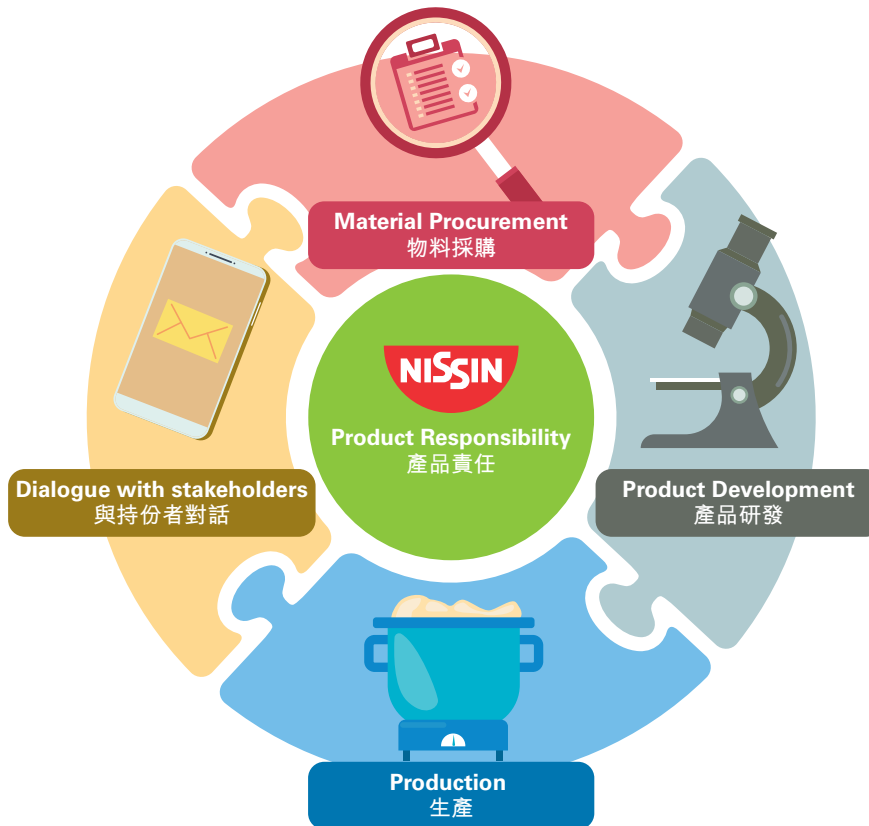 Material Procurement
物料採購
NISSIN
Product Responsibility
產品責任
Dialogue with stakeholders
與持份者對話
Product Development
產品研發
Production
生產